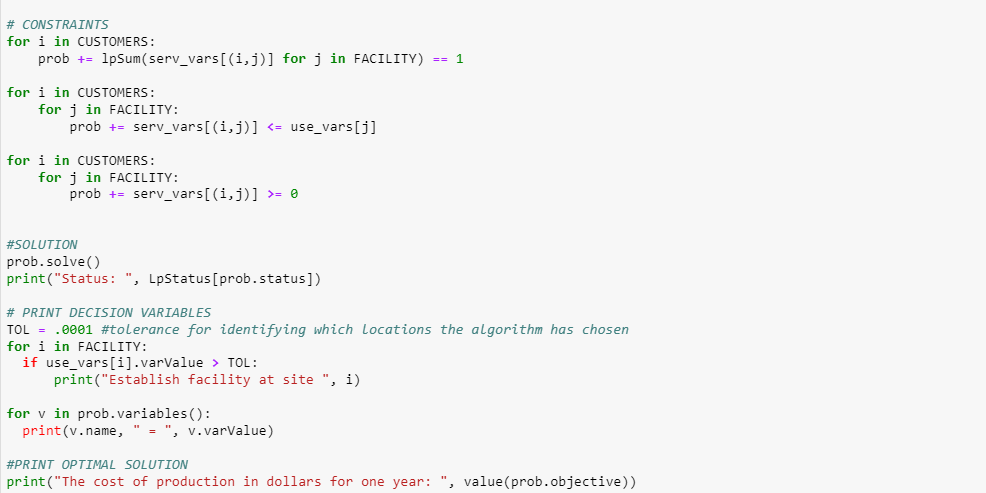 # CONSTRAINTS
for i in CUSTOMERS:
    prob += lpSum(serv_vars[(i,j)] for j in FACILITY) == 1

for i in CUSTOMERS:
    for j in FACILITY:
        prob += serv_vars[(i,j)] <= use_vars[j]

for i in CUSTOMERS:
    for j in FACILITY:
        prob += serv_vars[(i,j)] >= 0


#SOLUTION
prob.solve()
print("Status: ", LpStatus[prob.status])

# PRINT DECISION VARIABLES
TOL = .0001 #tolerance for identifying which locations the algorithm has chosen
for i in FACILITY:
  if use_vars[i].varValue > TOL:
      print("Establish facility at site ", i)

for v in prob.variables():
  print(v.name, " = ", v.varValue)

#PRINT OPTIMAL SOLUTION
print("The cost of production in dollars for one year: ", value(prob.objective))